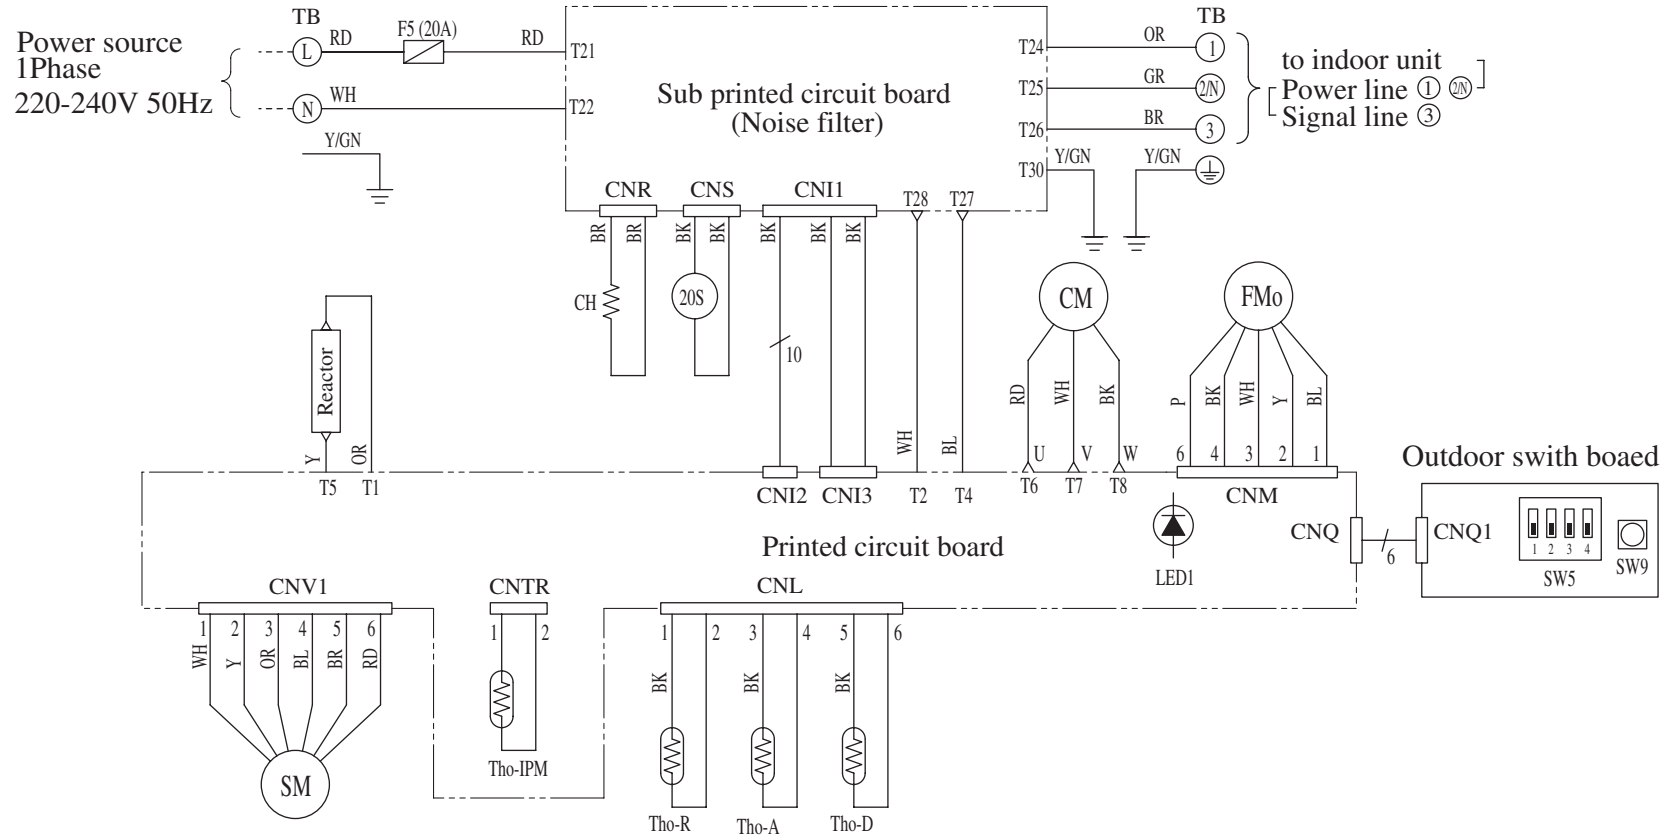 TB
Power source
1Phase
220-240V 50Hz
L
RD
F5 (20A)
RD
T21
N
WH
T22
Y/GN
Sub printed circuit board
(Noise filter)
TB
T24
OR
1
T25
GR
2/N
T26
BR
3
T30
Y/GN
Y/GN
to indoor unit
Power line 1 2/N
Signal line 3
CNR
CNS
CNI1
T28
T27
BR
BR
BK
BK
BK
BK
BK
CH
20S
10
WH
BL
Reactor
Y
OR
T5
T1
CNI2
CNI3
T2
T4
CM
RD
WH
BK
U
V
W
T6
T7
T8
FMo
P
BK
WH
Y
BL
6
4
3
2
1
CNM
LED1
Outdoor swith boaed
CNQ
6
CNQ1
1 2 3 4
SW5
SW9
Printed circuit board
CNV1
1
2
3
4
5
6
WH
Y
OR
BL
BR
RD
SM
CNTR
1
2
Tho-IPM
CNL
1
2
3
4
5
6
BK
BK
BK
Tho-R
Tho-A
Tho-D